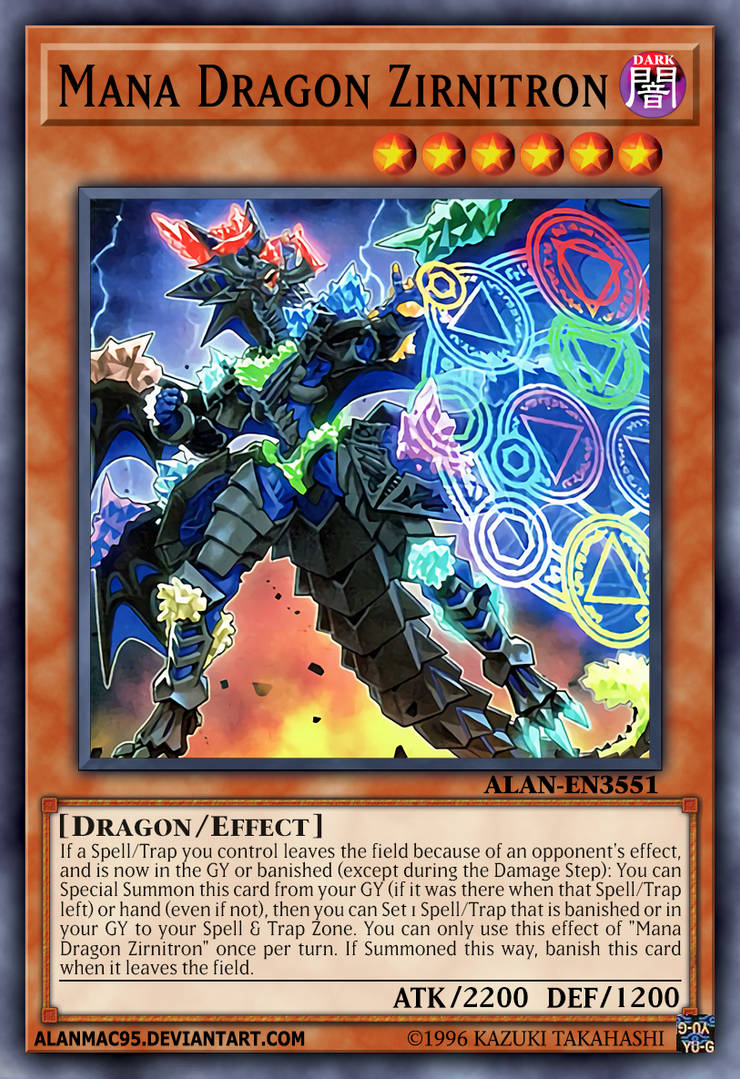 Mana Dragon Zirnitron
DARK
闇
ALAN-EN3551
[Dragon/Effect]
If a Spell/Trap you control leaves the field because of an opponent's effect,
and is now in the GY or banished (except during the Damage Step): You can
Special Summon this card from your GY (if it was there when that Spell/Trap
left) or hand (even if not), then you can Set 1 Spell/Trap that is banished or in
your GY to your Spell & Trap Zone. You can only use this effect of "Mana
Dragon Zirnitron" once per turn. If Summoned this way, banish this card
when it leaves the field.
ATK/2200 DEF/1200
ALANMAC95.DEVIANTART.COM
©1996 KAZUKI TAKAHASHI